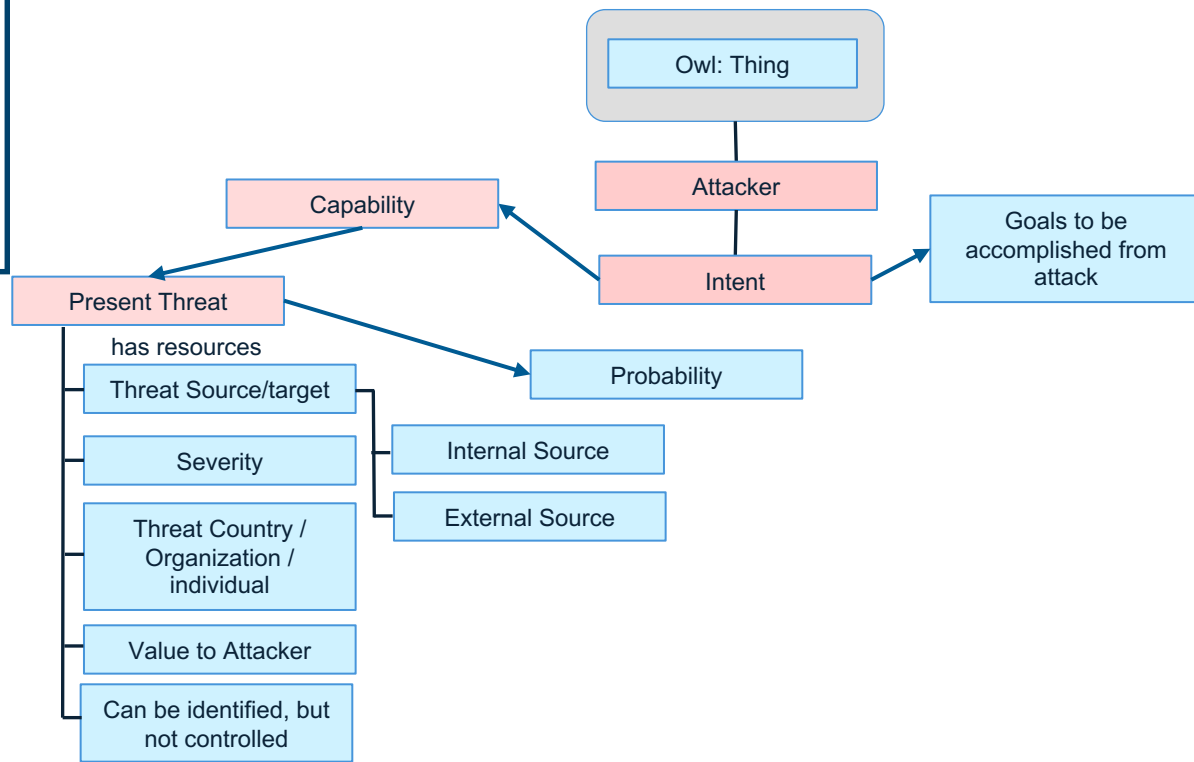 Owl: Thing
Attacker
Capability
Goals to be
accomplished from
attack
Intent
Present Threat
has resources
Probability
Threat Source/target
Internal Source
Severity
External Source
Threat Country /
Organization /
individual
Value to Attacker
Can be identified, but
not controlled